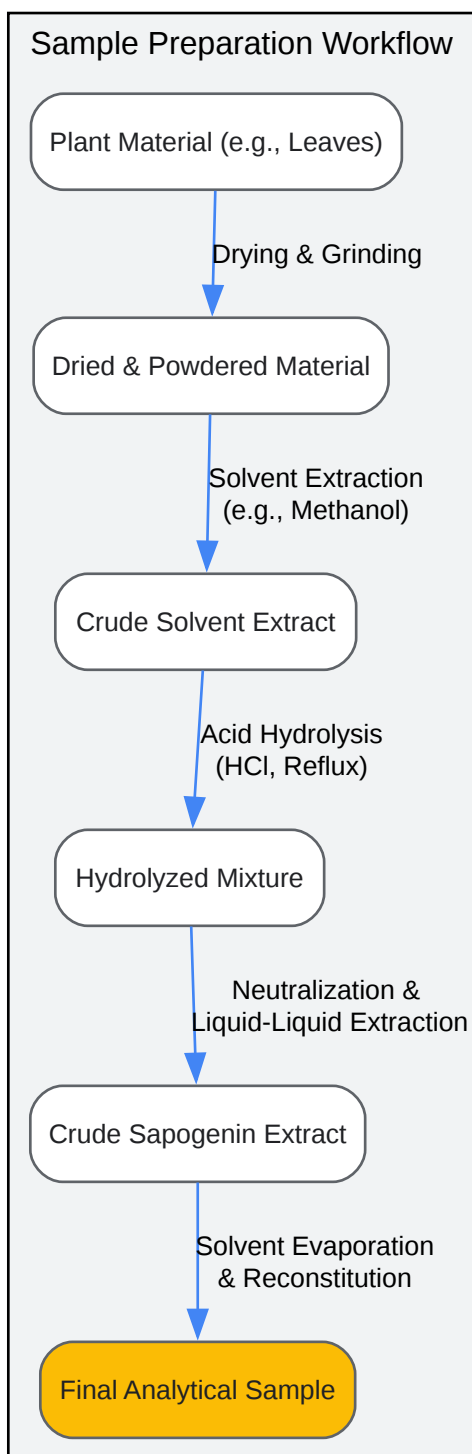 Sample Preparation Workflow
Plant Material (e.g., Leaves)
Drying & Grinding
Dried & Powdered Material
Solvent Extraction
(e.g., Methanol)
Crude Solvent Extract
Acid Hydrolysis
(HCl, Reflux)
Hydrolyzed Mixture
Neutralization &
Liquid-Liquid Extraction
Crude Sapogenin Extract
Solvent Evaporation
& Reconstitution
Final Analytical Sample